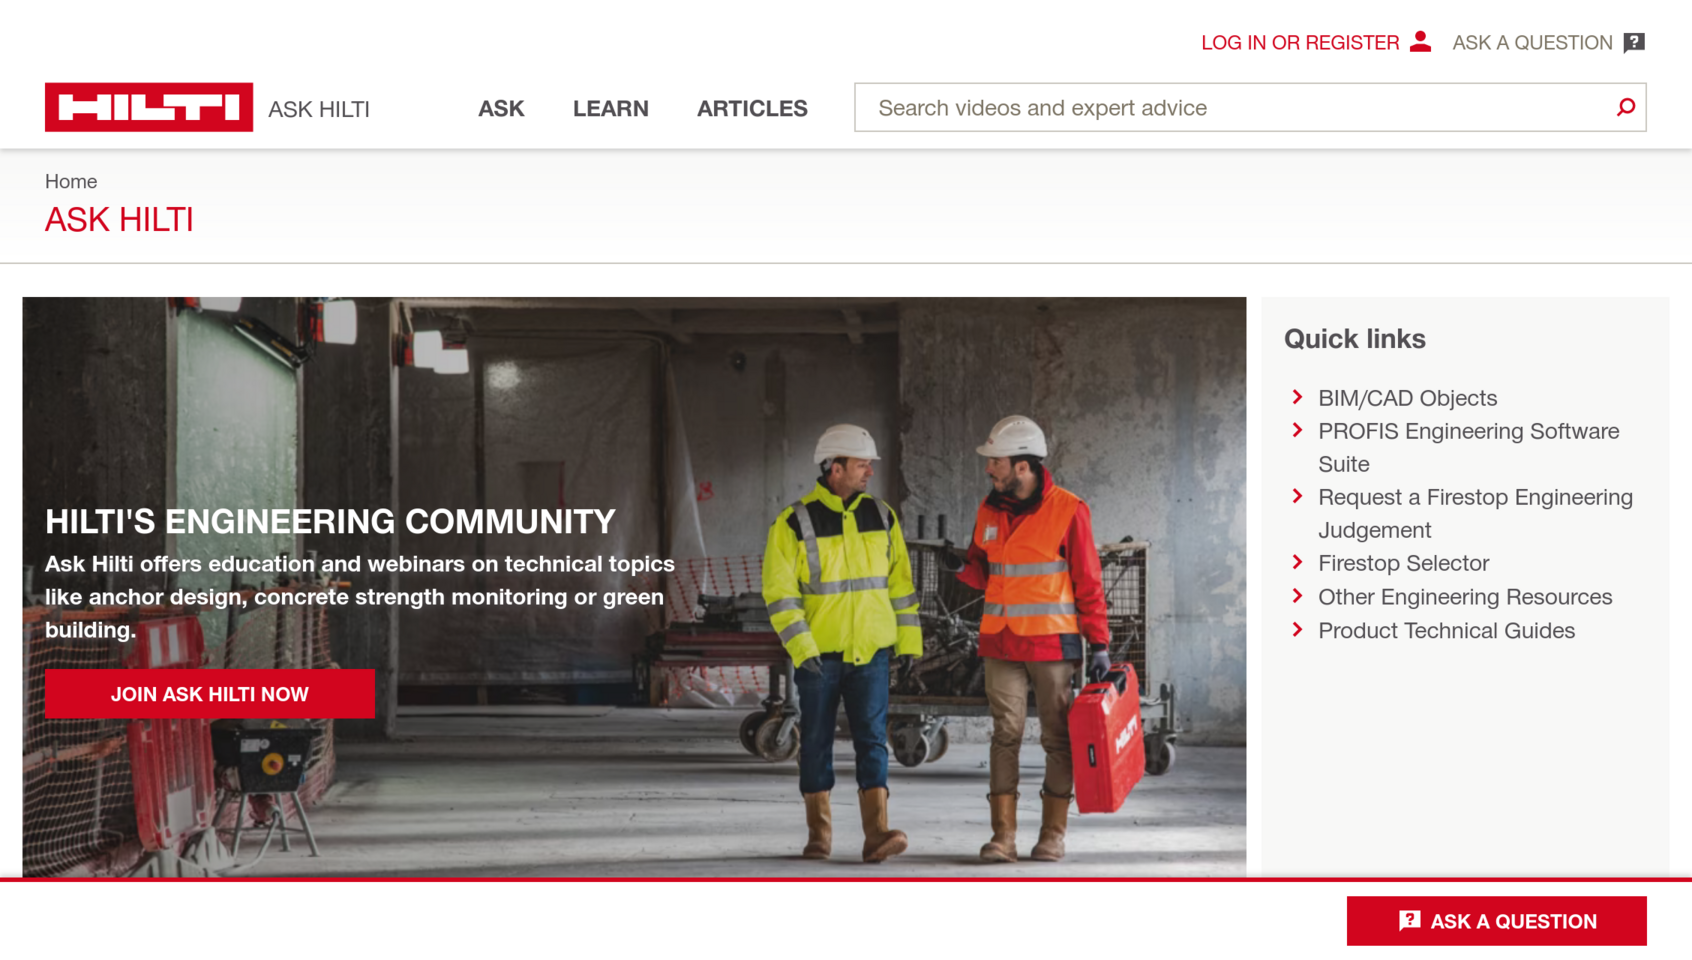 LOG IN OR REGISTER
ASK A QUESTION
HILTI
ASK HILTI
ASK
LEARN
ARTICLES
Search videos and expert advice
Home
ASK HILTI
HILTI'S ENGINEERING COMMUNITY
Ask Hilti offers education and webinars on technical topics
like anchor design, concrete strength monitoring or green
building.
JOIN ASK HILTI NOW
HILTI
Quick links
BIM/CAD Objects
PROFIS Engineering Software
Suite
Request a Firestop Engineering
Judgement
Firestop Selector
Other Engineering Resources
Product Technical Guides
ASK A QUESTION